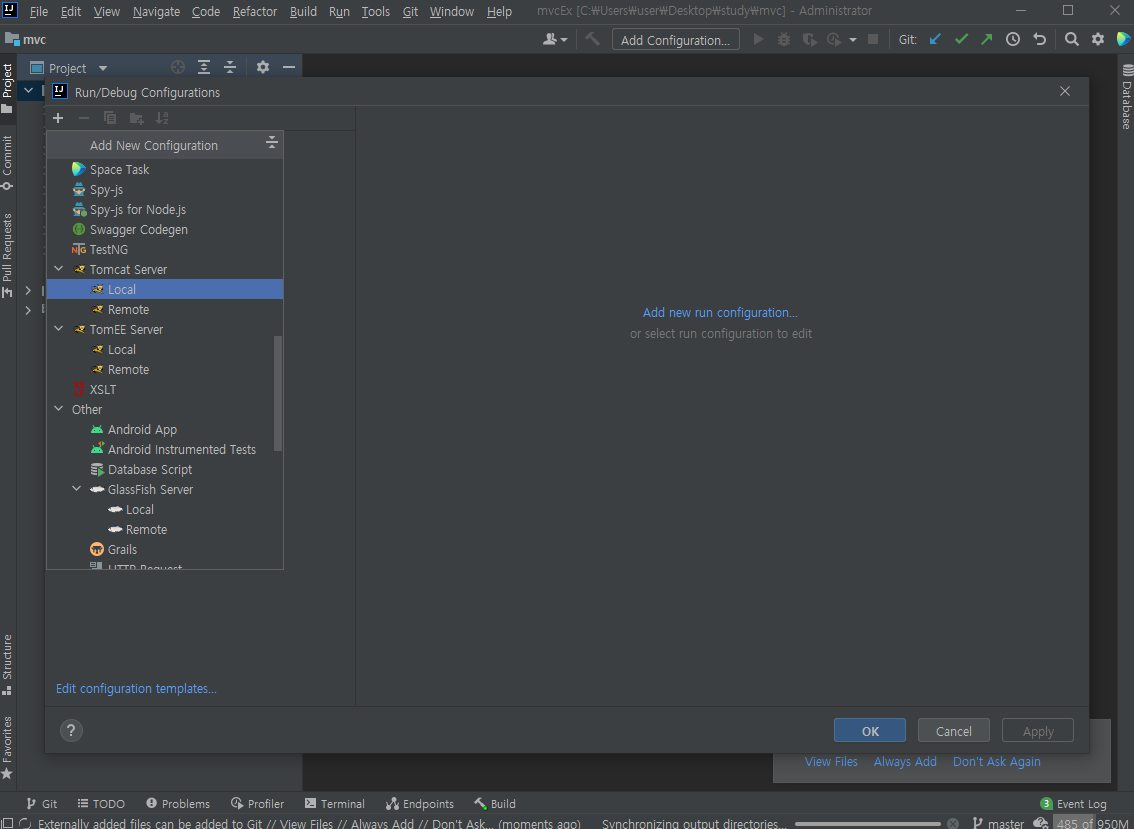 File Edit View Navigate Code Refactor Build Run Tools Git Window Help mvcEx [C:₩Users₩user₩Desktop₩study₩mvc] - Administrator
mvc Add Configuration... Git:
Project
Project
Commit
Pull Requests
Structure
Favorites
Database
Run/Debug Configurations
Add New Configuration
Space Task
Spy-js
Spy-js for Node.js
Swagger Codegen
TestNG
Tomcat Server
Local
Remote
TomEE Server
Local
Remote
XSLT
Other
Android App
Android Instrumented Tests
Database Script
GlassFish Server
Local
Remote
Grails
HTTP Request
Add new run configuration...
or select run configuration to edit
Edit configuration templates...
?
OK Cancel Apply
View Files Always Add Don't Ask Again
Git TODO Problems Profiler Terminal Endpoints Build 3 Event Log
Externally added files can be added to Git // View Files // Always Add // Don't Ask... (moments ago) Synchronizing output directories... master 485 of 950M